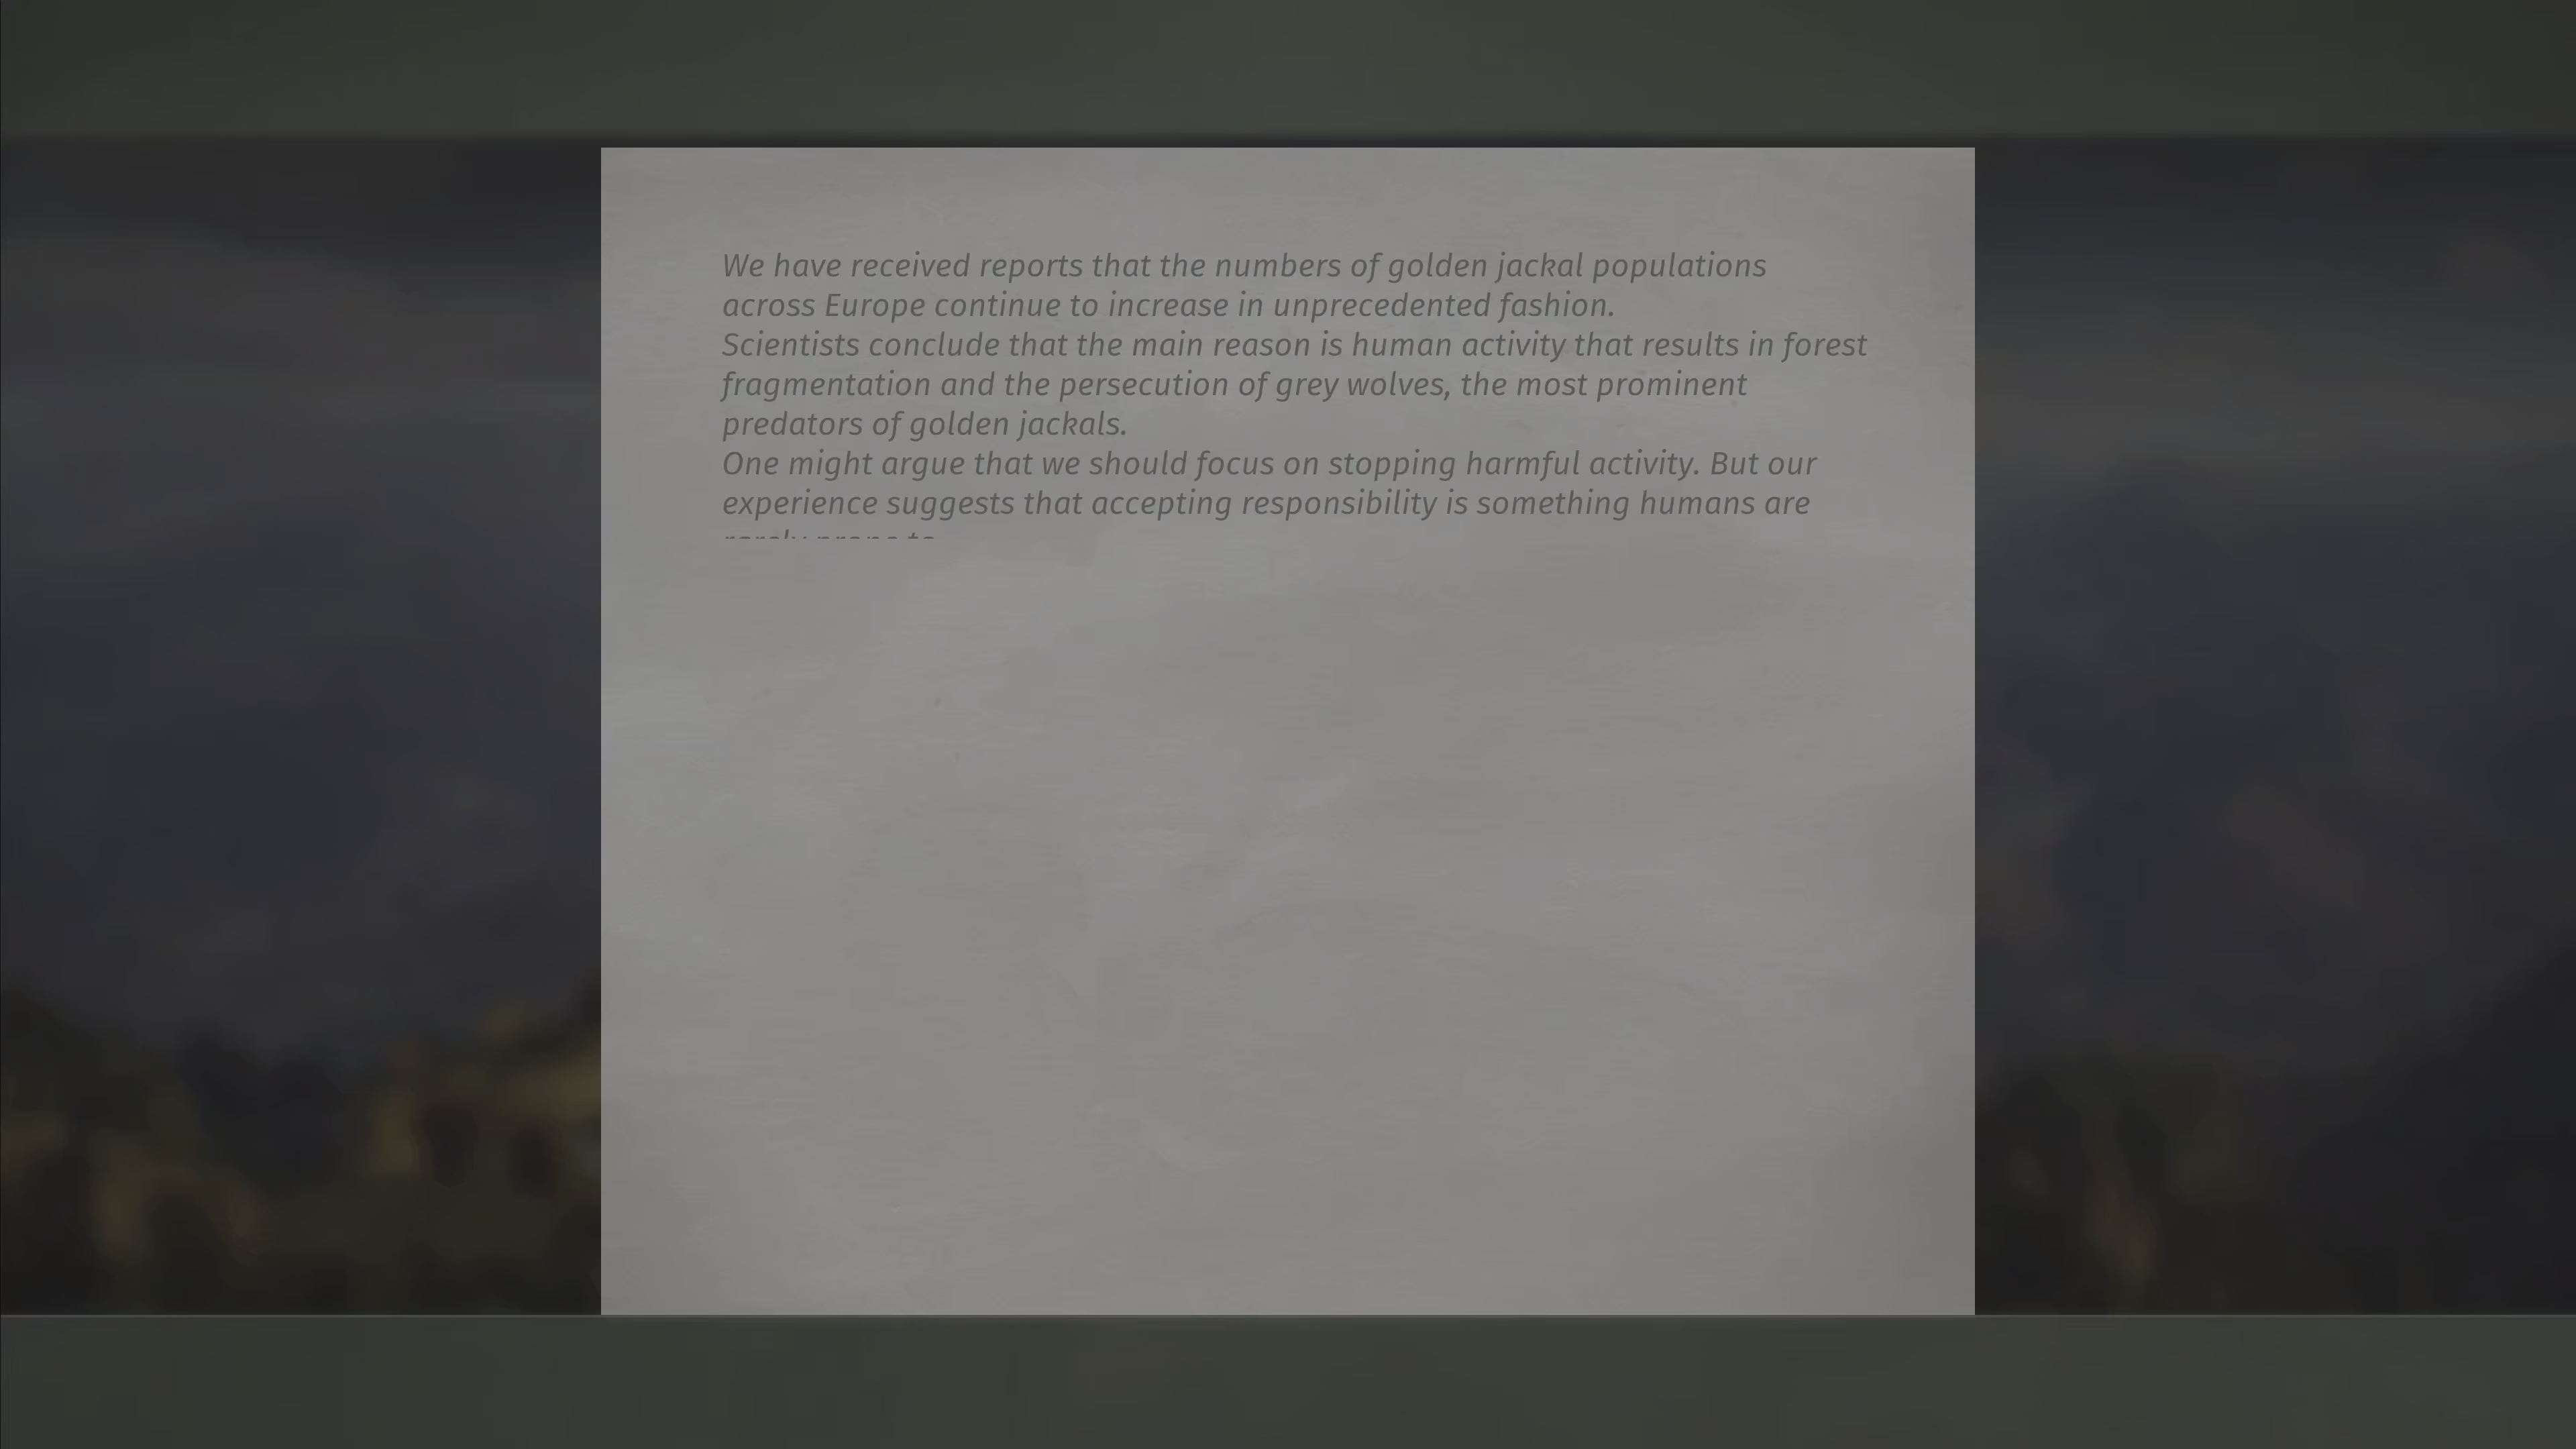 We have received reports that the numbers of golden jackal populations
across Europe continue to increase in unprecedented fashion.
Scientists conclude that the main reason is human activity that results in forest
fragmentation and the persecution of grey wolves, the most prominent
predators of golden jackals.
One might argue that we should focus on stopping harmful activity. But our
experience suggests that accepting responsibility is something humans are
rarely prone to